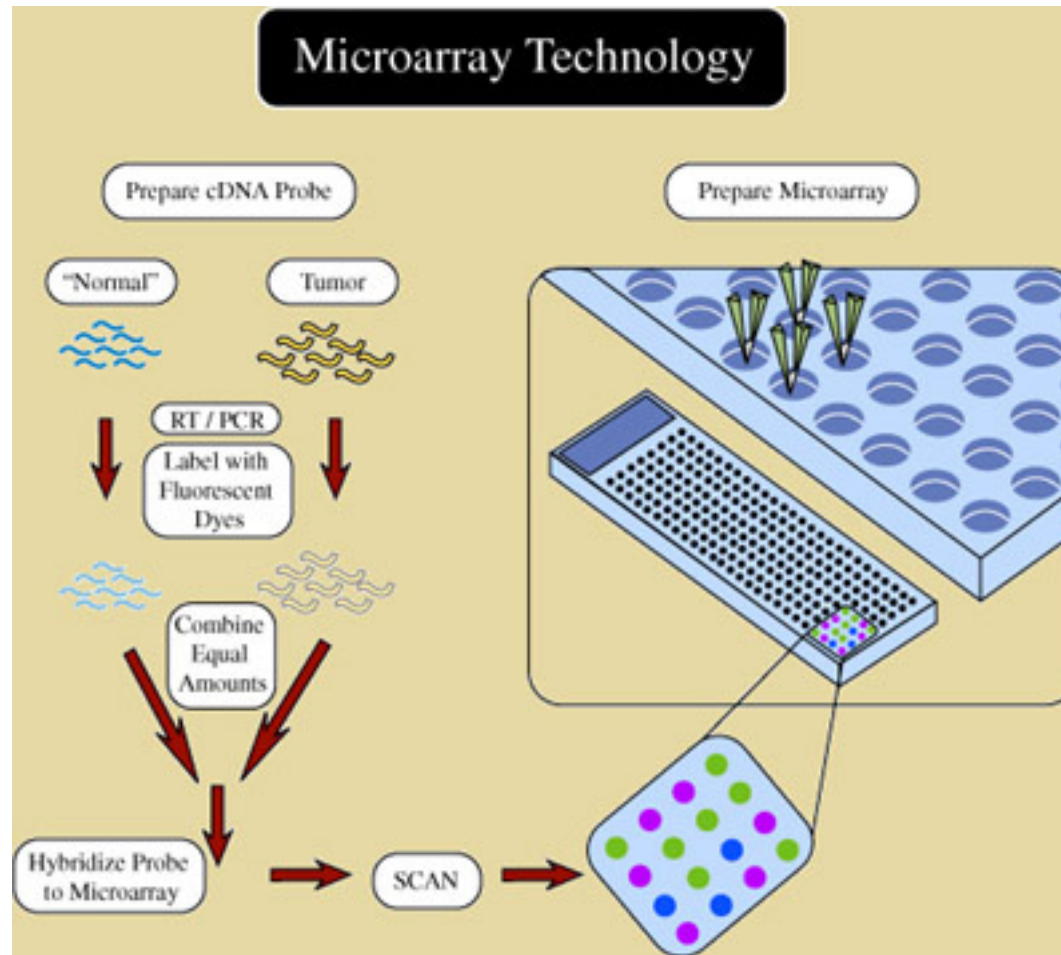 Microarray Technology
Prepare cDNA Probe
Prepare Microarray
“Normal”
Tumor
RT / PCR
Label with
Fluorescent
Dyes
Combine
Equal
Amounts
Hybridize Probe
to Microarray
SCAN